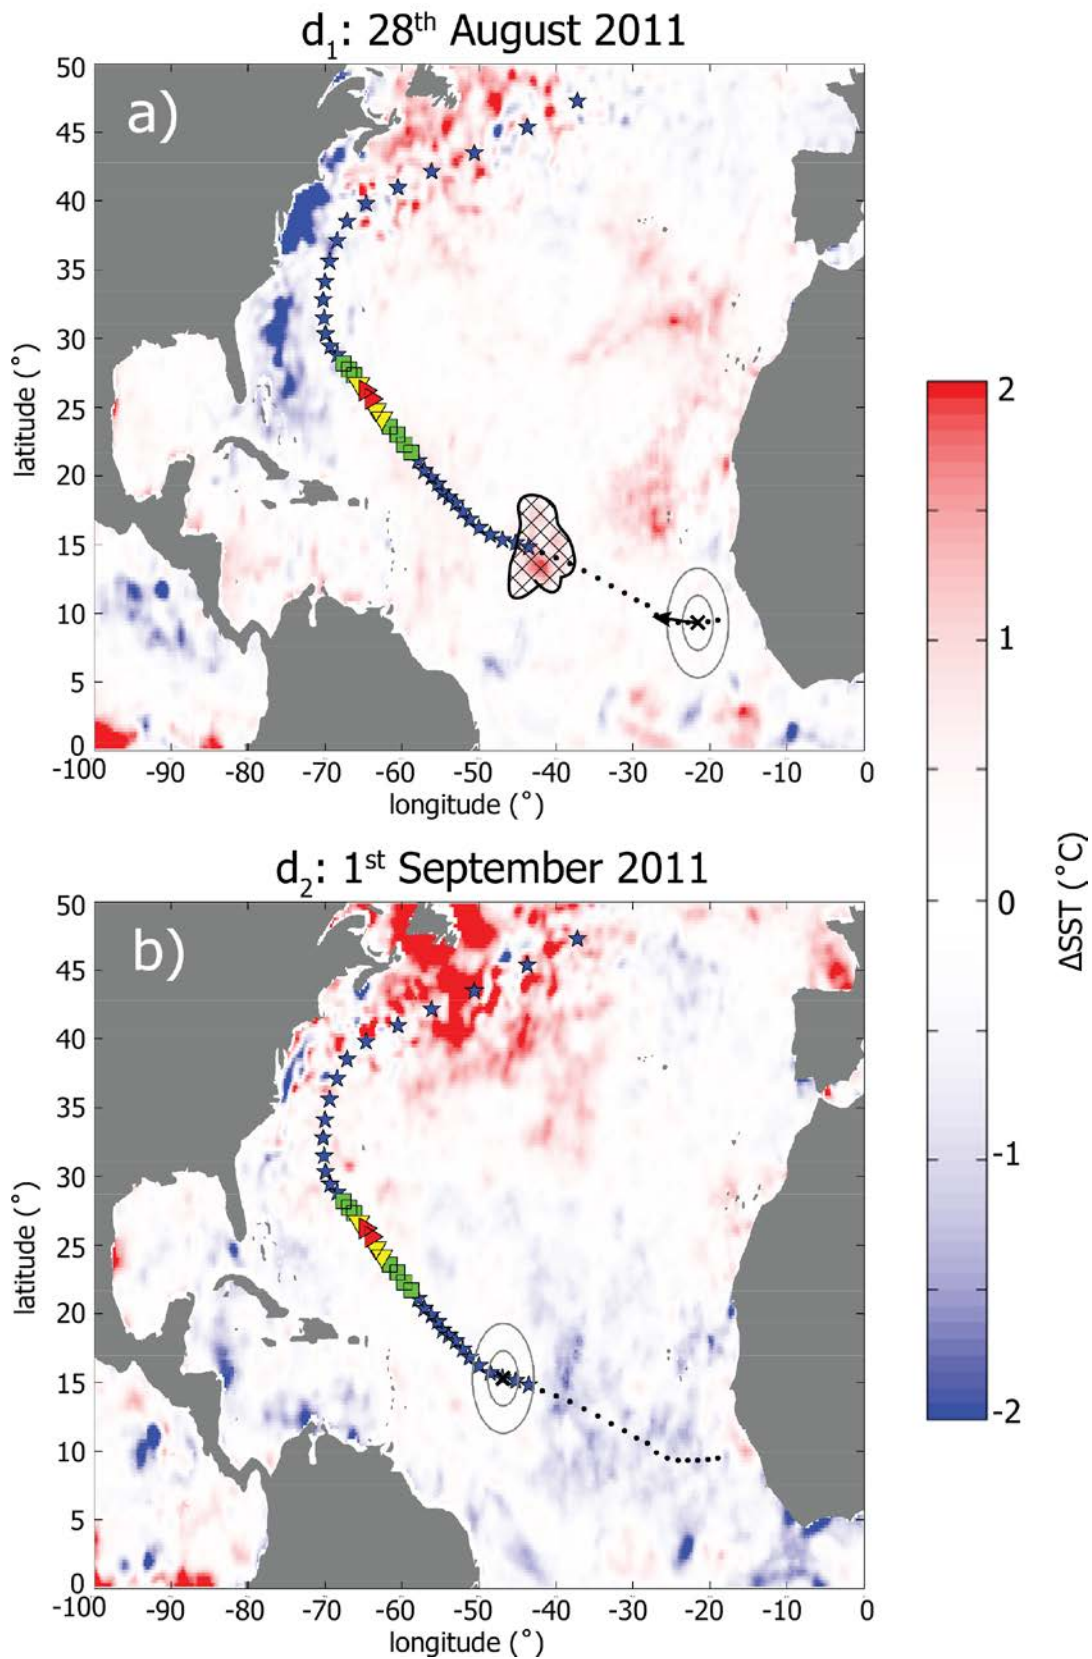 d₁: 28ᵗʰ August 2011
a)
50
45
40
35
30
25
20
15
10
5
0
latitude (°)
-100 -90 -80 -70 -60 -50 -40 -30 -20 -10 0
longitude (°)
d₂: 1ˢᵗ September 2011
b)
50
45
40
35
30
25
20
15
10
5
0
latitude (°)
-100 -90 -80 -70 -60 -50 -40 -30 -20 -10 0
longitude (°)
2
1
0
-1
-2
ΔSST (°C)